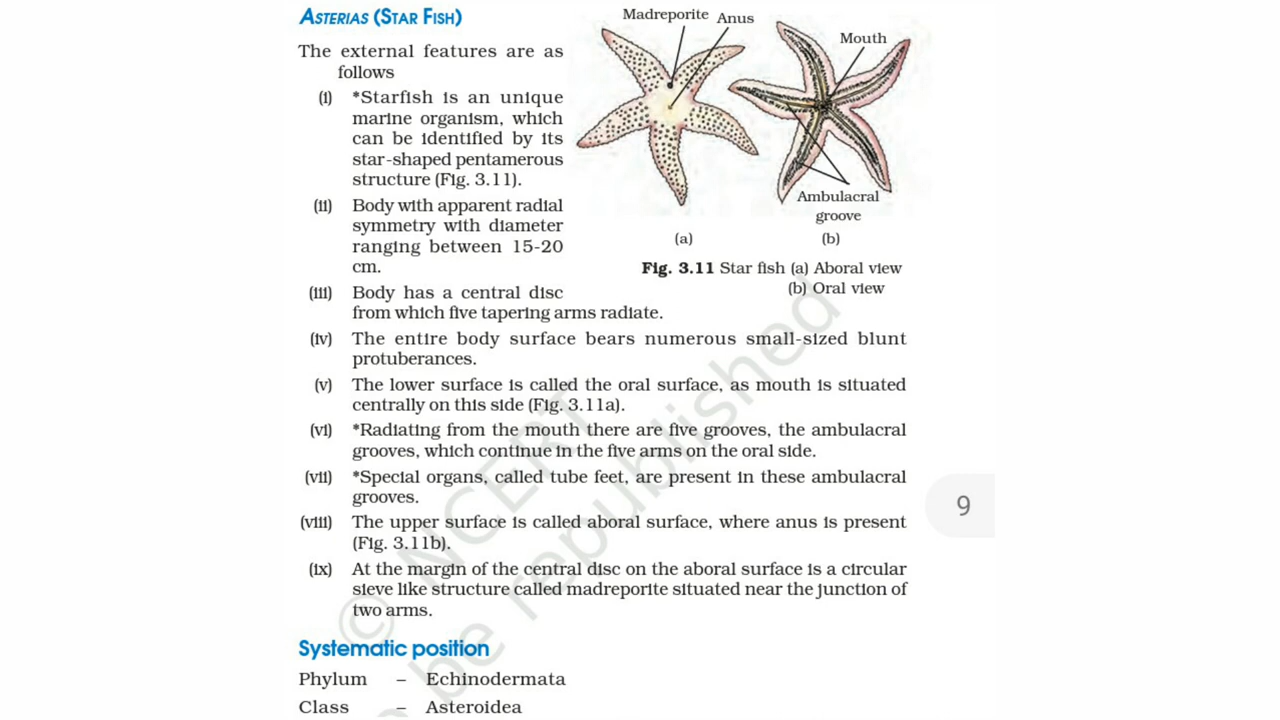 ASTERIAS (STAR FISH)
The external features are as
follows
(i) *Starfish is an unique
marine organism, which
can be identified by its
star-shaped pentamerous
structure (Fig. 3.11).
(ii) Body with apparent radial
symmetry with diameter
ranging between 15-20
cm.
(iii) Body has a central disc
from which five tapering arms radiate.
Madreporite Anus
Mouth
Ambulacral
groove
(a) (b)
Fig. 3.11 Star fish (a) Aboral view
(b) Oral view
(iv) The entire body surface bears numerous small-sized blunt
protuberances.
(v) The lower surface is called the oral surface, as mouth is situated
centrally on this side (Fig. 3.11a).
(vi) *Radiating from the mouth there are five grooves, the ambulacral
grooves, which continue in the five arms on the oral side.
(vii) *Special organs, called tube feet, are present in these ambulacral
grooves.
(viii) The upper surface is called aboral surface, where anus is present
(Fig. 3.11b).
(ix) At the margin of the central disc on the aboral surface is a circular
sieve like structure called madreporite situated near the junction of
two arms.
Systematic position
Phylum – Echinodermata
Class – Asteroidea
9
© NCERT
be republished